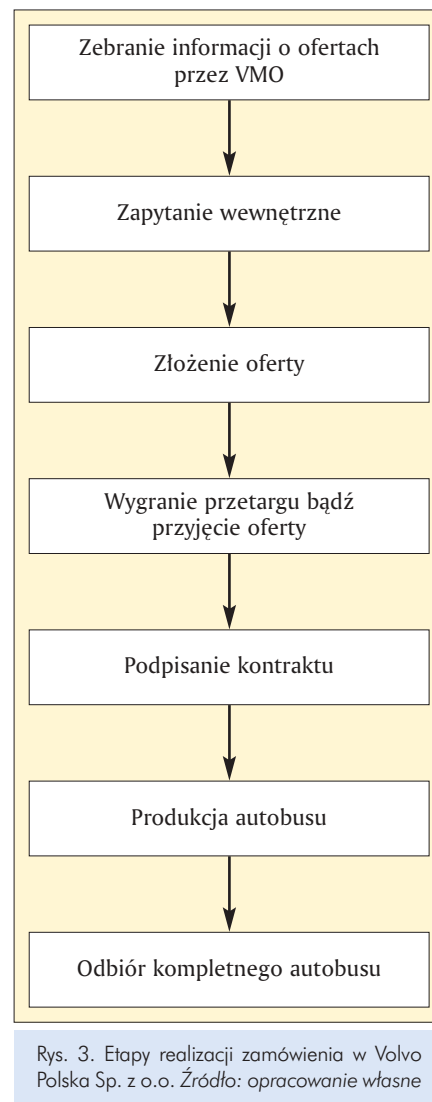 Zebranie informacji o ofertach
przez VMO
Zapytanie wewnętrzne
Złożenie oferty
Wygranie przetargu bądź
przyjęcie oferty
Podpisanie kontraktu
Produkcja autobusu
Odbiór kompletnego autobusu
Rys. 3. Etapy realizacji zamówienia w Volvo
Polska Sp. z o.o. Źródło: opracowanie własne